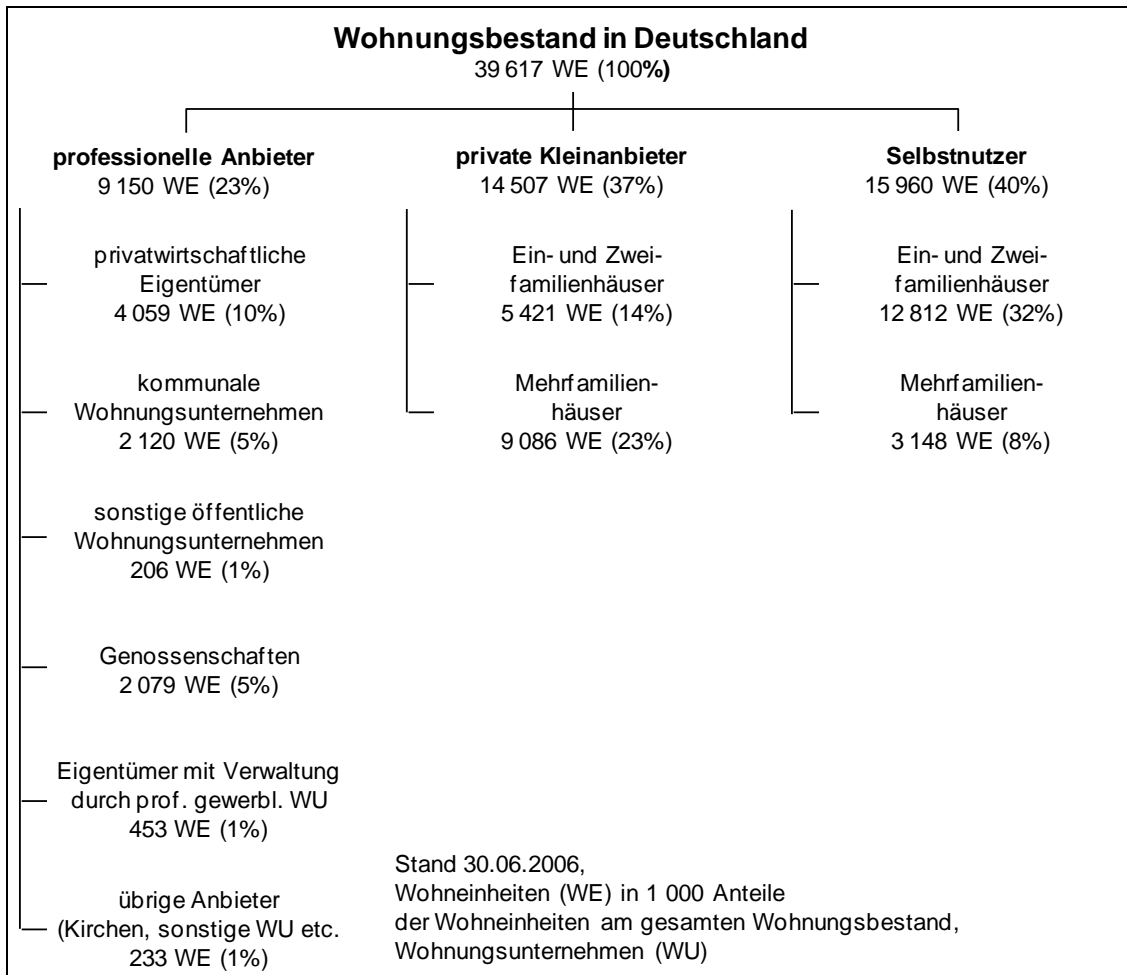 Wohnungsbestand in Deutschland
39 617 WE (100%)
professionelle Anbieter
9 150 WE (23%)
privatwirtschaftliche
Eigentümer
4 059 WE (10%)
kommunale
Wohnungsunternehmen
2 120 WE (5%)
sonstige öffentliche
Wohnungsunternehmen
206 WE (1%)
Genossenschaften
2 079 WE (5%)
Eigentümer mit Verwaltung
durch prof. gewerbl. WU
453 WE (1%)
übrige Anbieter
(Kirchen, sonstige WU etc.
233 WE (1%)
private Kleinanbieter
14 507 WE (37%)
Ein- und Zwei-
familienhäuser
5 421 WE (14%)
Mehrfamilien-
häuser
9 086 WE (23%)
Selbstnutzer
15 960 WE (40%)
Ein- und Zwei-
familienhäuser
12 812 WE (32%)
Mehrfamilien-
häuser
3 148 WE (8%)
Stand 30.06.2006,
Wohneinheiten (WE) in 1 000 Anteile
der Wohneinheiten am gesamten Wohnungsbestand,
Wohnungsunternehmen (WU)